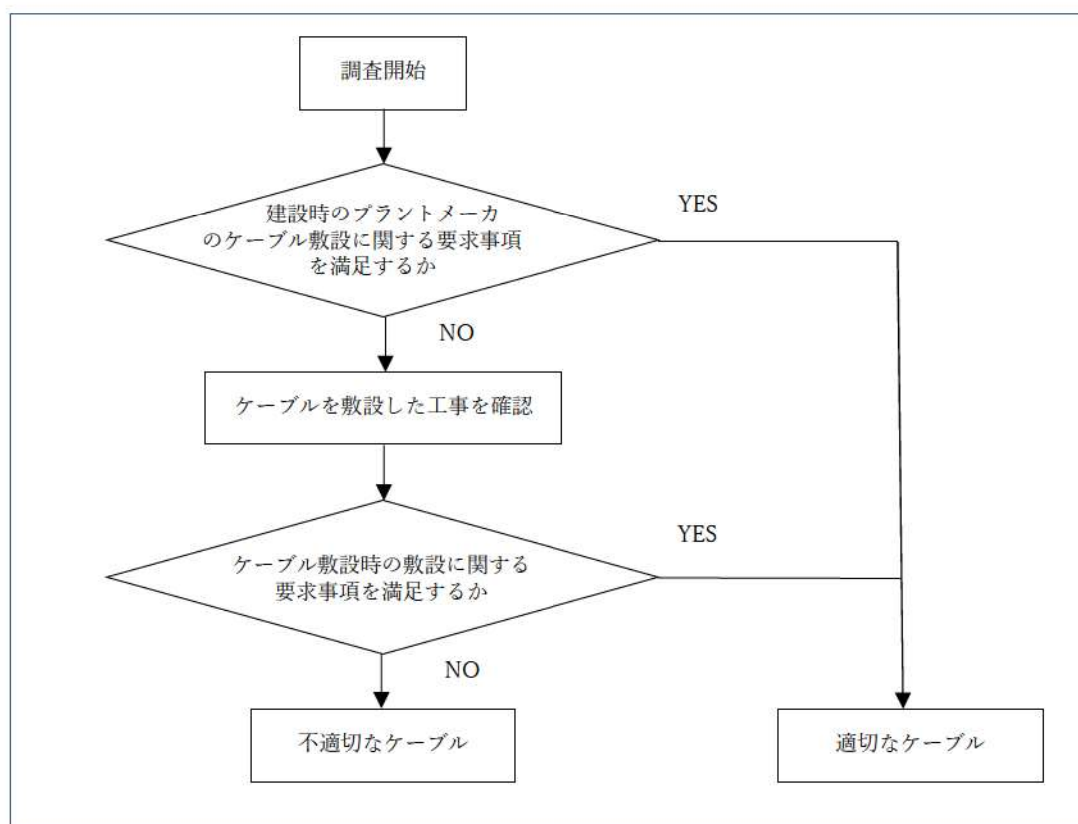 調査開始
建設時のプラントメーカ
のケーブル敷設に関する要求事項
を満足するか
YES
NO
ケーブルを敷設した工事を確認
ケーブル敷設時の敷設に関する
要求事項を満足するか
YES
NO
不適切なケーブル
適切なケーブル